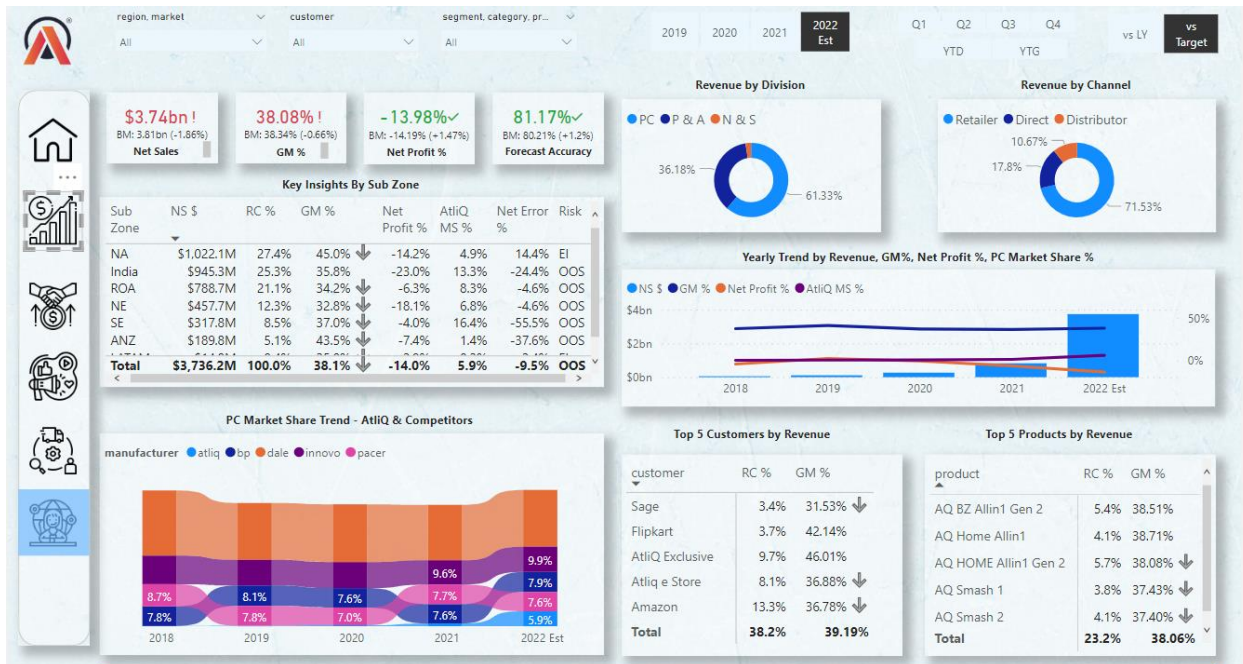 region, market
customer
segment, category, pr...
All
All
All
2019 2020 2021 2022 Est
Q1 Q2 Q3 Q4
YTD YTG
vs LY
vs Target
$3.74bn !
BM: 3.81bn (-1.86%)
Net Sales
38.08% !
BM: 38.34% (-0.66%)
GM %
-13.98%✓
BM: -14.19% (+1.47%)
Net Profit %
81.17%✓
BM: 80.21% (+1.2%)
Forecast Accuracy
Revenue by Division
PC P & A N & S
36.18%
61.33%
Revenue by Channel
Retailer Direct Distributor
10.67%
17.8%
71.53%
Key Insights By Sub Zone
Sub Zone NS $ RC % GM % Net Profit % AtliQ MS % Net Error % Risk
NA $1,022.1M 27.4% 45.0% -14.2% 4.9% 14.4% EI
India $945.3M 25.3% 35.8% -23.0% 13.3% -24.4% OOS
ROA $788.7M 21.1% 34.2% -6.3% 8.3% -4.6% OOS
NE $457.7M 12.3% 32.8% -18.1% 6.8% -4.6% OOS
SE $317.8M 8.5% 37.0% -4.0% 16.4% -55.5% OOS
ANZ $189.8M 5.1% 43.5% -7.4% 1.4% -37.6% OOS
Total $3,736.2M 100.0% 38.1% -14.0% 5.9% -9.5% OOS
Yearly Trend by Revenue, GM%, Net Profit %, PC Market Share %
NS $ GM % Net Profit % AtliQ MS %
$4bn
$2bn
$0bn
50%
0%
2018 2019 2020 2021 2022 Est
PC Market Share Trend - AtliQ & Competitors
manufacturer atliq bp dale innovo pacer
9.9%
9.6%
7.9%
8.7% 8.1% 7.6% 7.7% 7.6%
7.8% 7.8% 7.0% 7.6% 5.9%
2018 2019 2020 2021 2022 Est
Top 5 Customers by Revenue
customer RC % GM %
Sage 3.4% 31.53%
Flipkart 3.7% 42.14%
AtliQ Exclusive 9.7% 46.01%
Atliq e Store 8.1% 36.88%
Amazon 13.3% 36.78%
Total 38.2% 39.19%
Top 5 Products by Revenue
product RC % GM %
AQ BZ Allin1 Gen 2 5.4% 38.51%
AQ Home Allin1 4.1% 38.71%
AQ HOME Allin1 Gen 2 5.7% 38.08%
AQ Smash 1 3.8% 37.43%
AQ Smash 2 4.1% 37.40%
Total 23.2% 38.06%